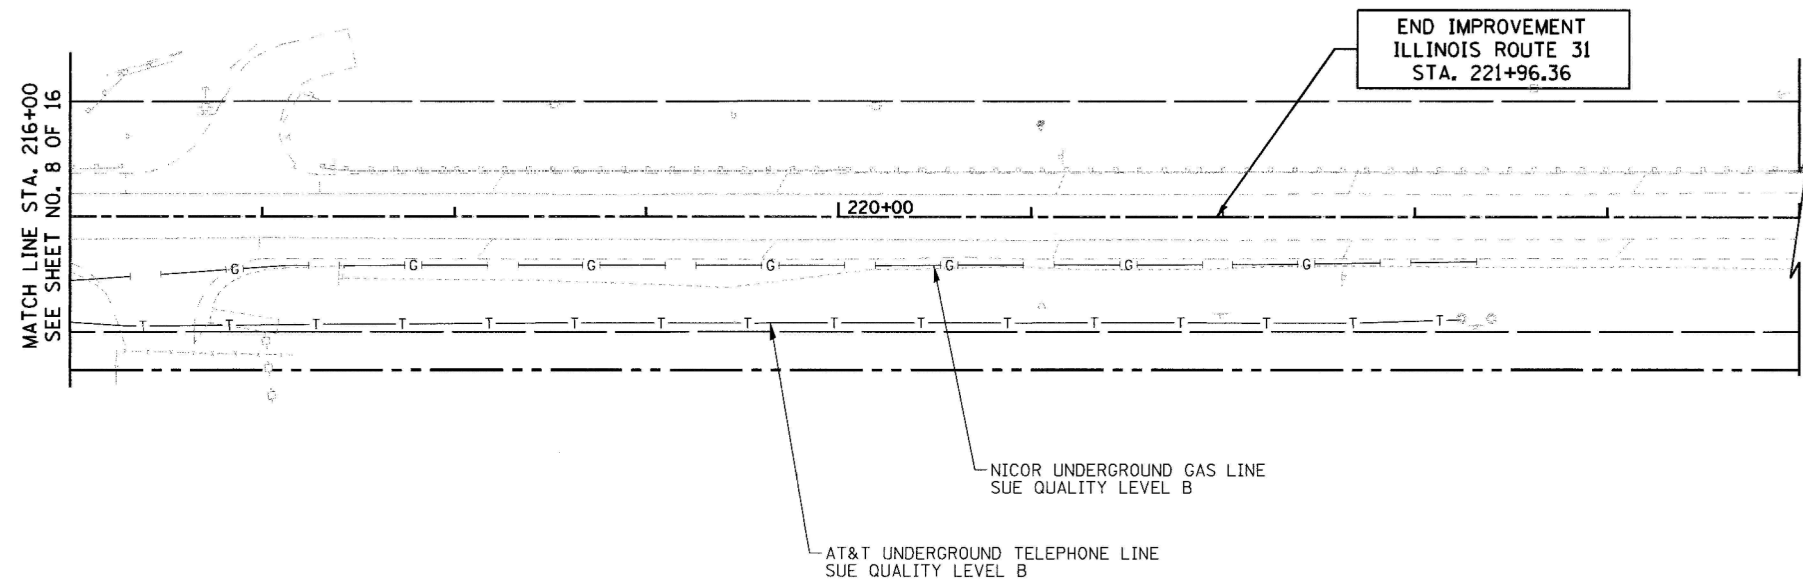 END IMPROVEMENT
ILLINOIS ROUTE 31
STA. 221+96.36
MATCH LINE STA. 216+00
SEE SHEET NO. 8 OF 16
220+00
G G G G G G G
T T T T T T T T T T T T T T T T
NICOR UNDERGROUND GAS LINE
SUE QUALITY LEVEL B
AT&T UNDERGROUND TELEPHONE LINE
SUE QUALITY LEVEL B